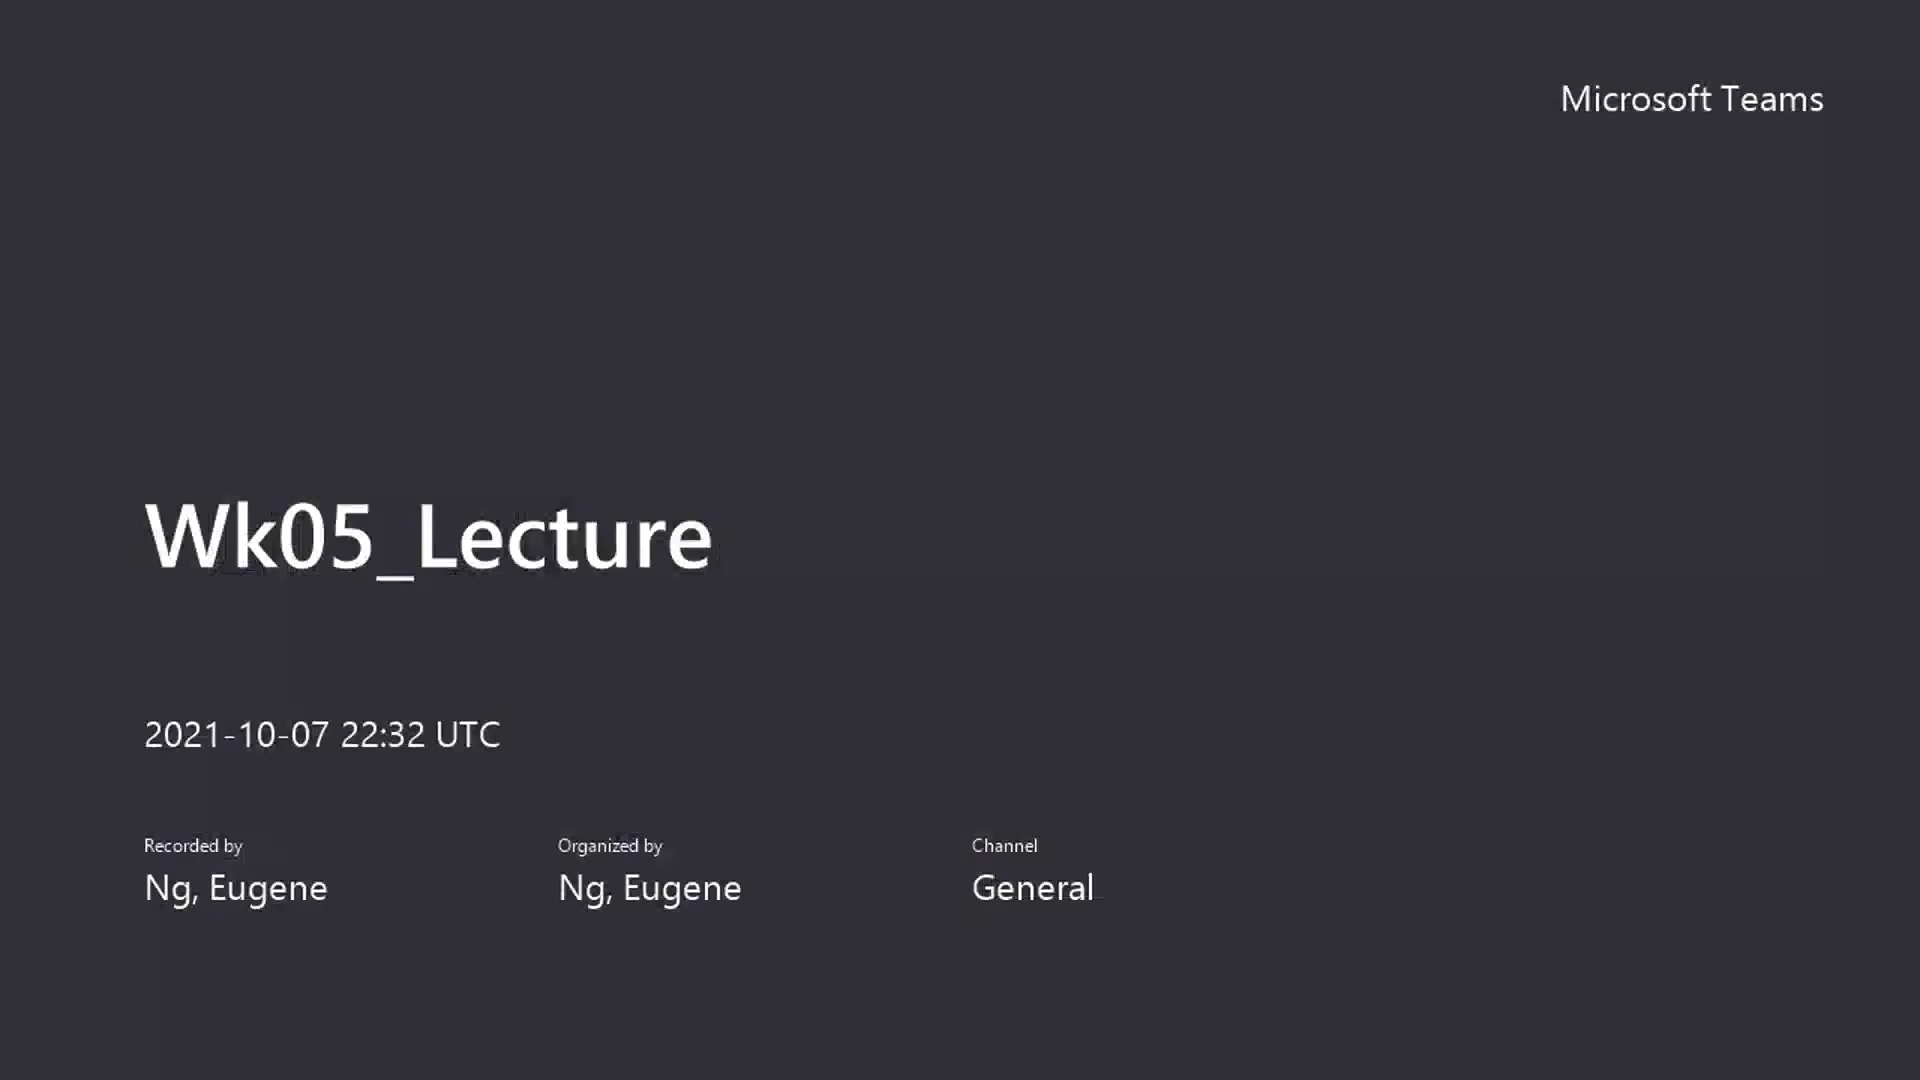 Microsoft Teams
Wk05_Lecture
2021-10-07 22:32 UTC
Recorded by
Ng, Eugene
Organized by
Ng, Eugene
Channel
General